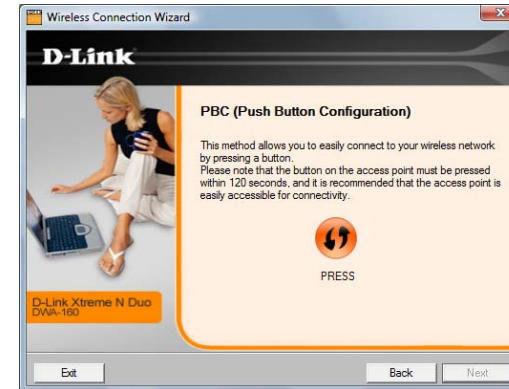 Wireless Connection Wizard
D-Link
PBC (Push Button Configuration)
This method allows you to easily connect to your wireless network
by pressing a button.
Please note that the button on the access point must be pressed
within 120 seconds, and it is recommended that the access point is
easily accessible for connectivity.
PRESS
D-Link Xtreme N Duo
DWA-160
Exit
Back
Next